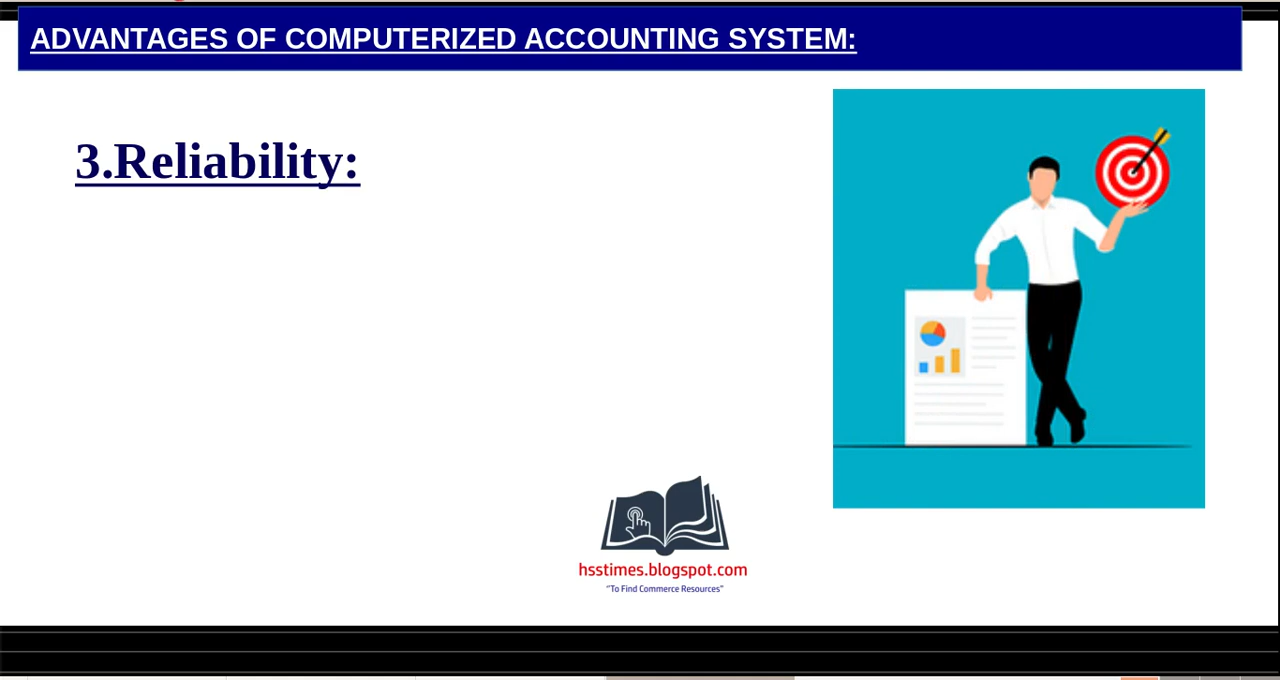 ADVANTAGES OF COMPUTERIZED ACCOUNTING SYSTEM:
3.Reliability:
hsstimes.blogspot.com
"To Find Commerce Resources"